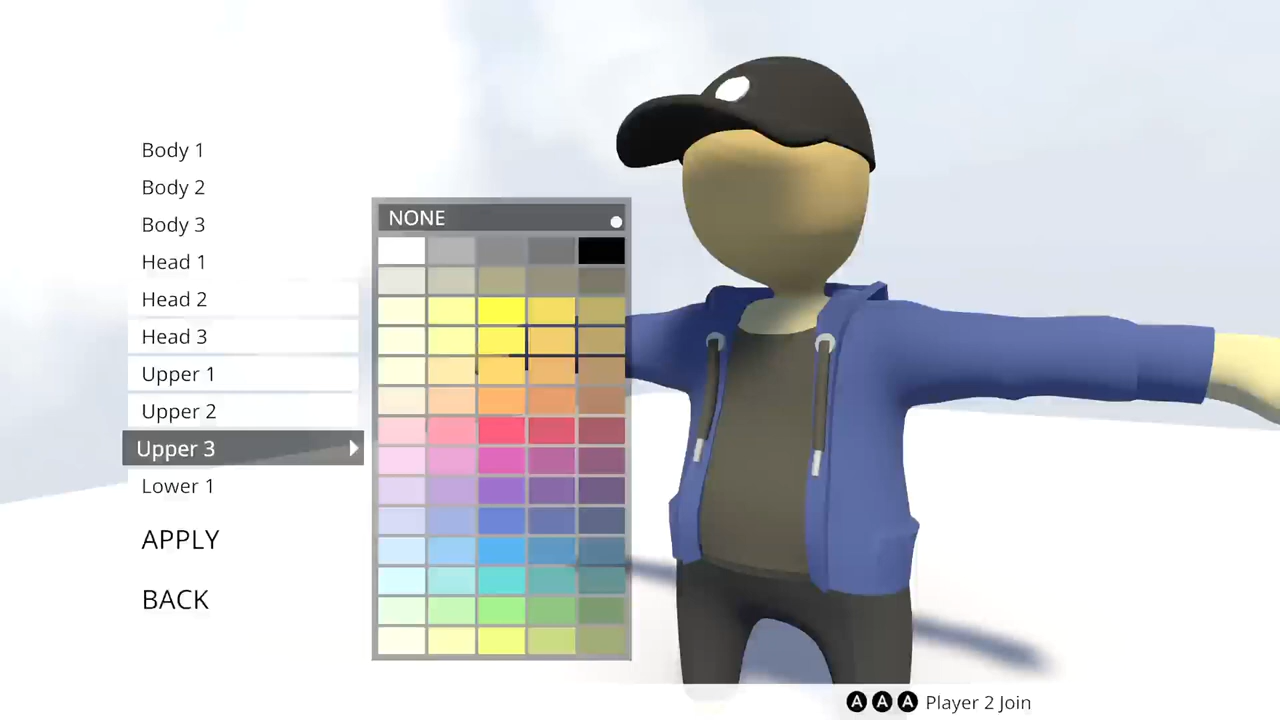 Body 1
Body 2
Body 3
Head 1
Head 2
Head 3
Upper 1
Upper 2
Upper 3
Lower 1
APPLY
BACK
NONE
A A A Player 2 Join